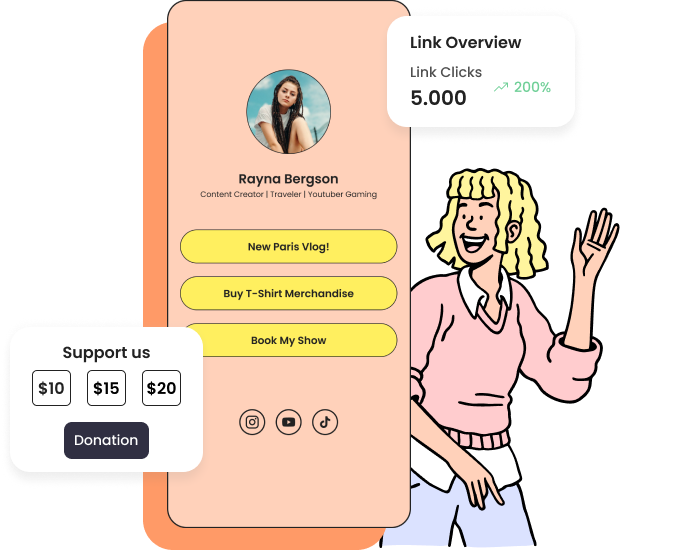 Link Overview
Link Clicks
5.000
200%
Rayna Bergson
Content Creator | Traveler | Youtuber Gaming
New Paris Vlog!
Buy T-Shirt Merchandise
Book My Show
Support us
$10 $15 $20
Donation